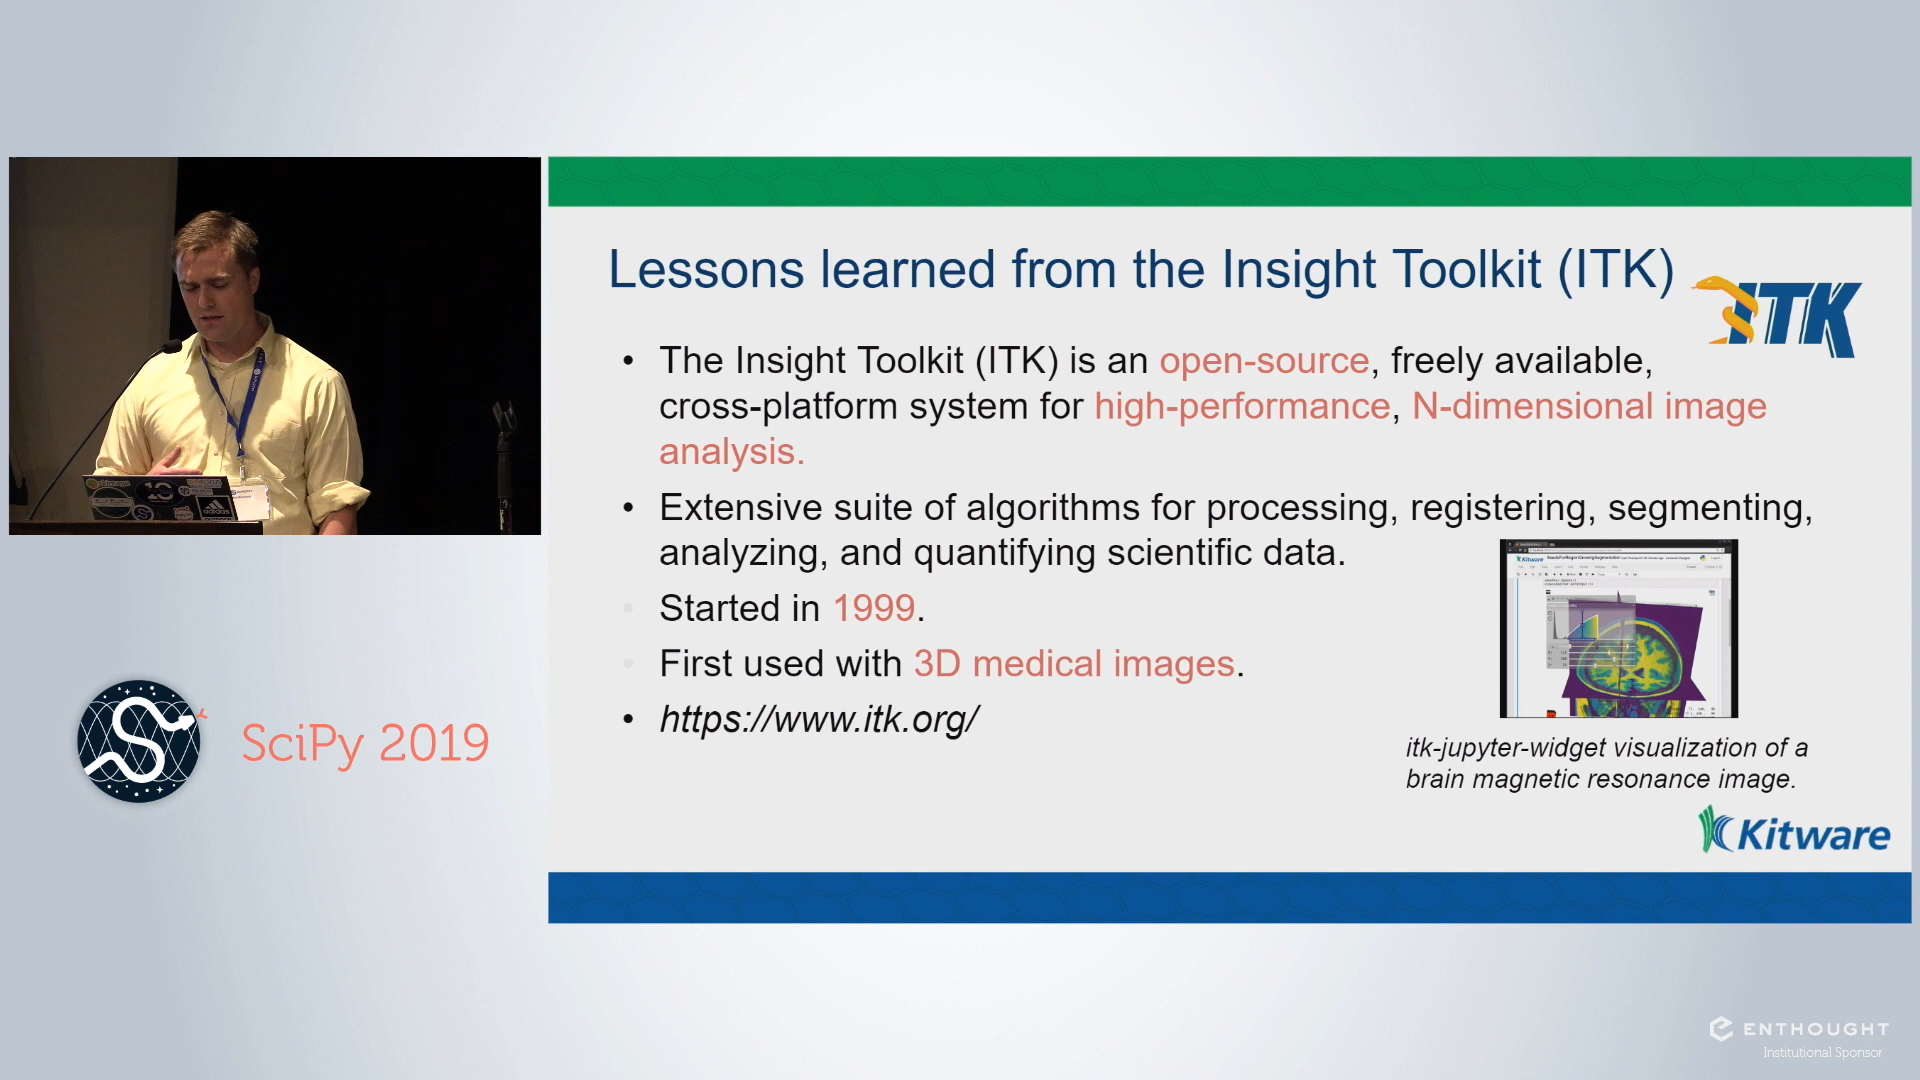 Lessons learned from the Insight Toolkit (ITK)
ITK
• The Insight Toolkit (ITK) is an open-source, freely available,
cross-platform system for high-performance, N-dimensional image
analysis.
• Extensive suite of algorithms for processing, registering, segmenting,
analyzing, and quantifying scientific data.
• Started in 1999.
• First used with 3D medical images.
• https://www.itk.org/
Kitware
itk-jupyter-widget visualization of a
brain magnetic resonance image.
Kitware
adidas
SciPy 2019
ENTHOUGHT
Institutional Sponsor